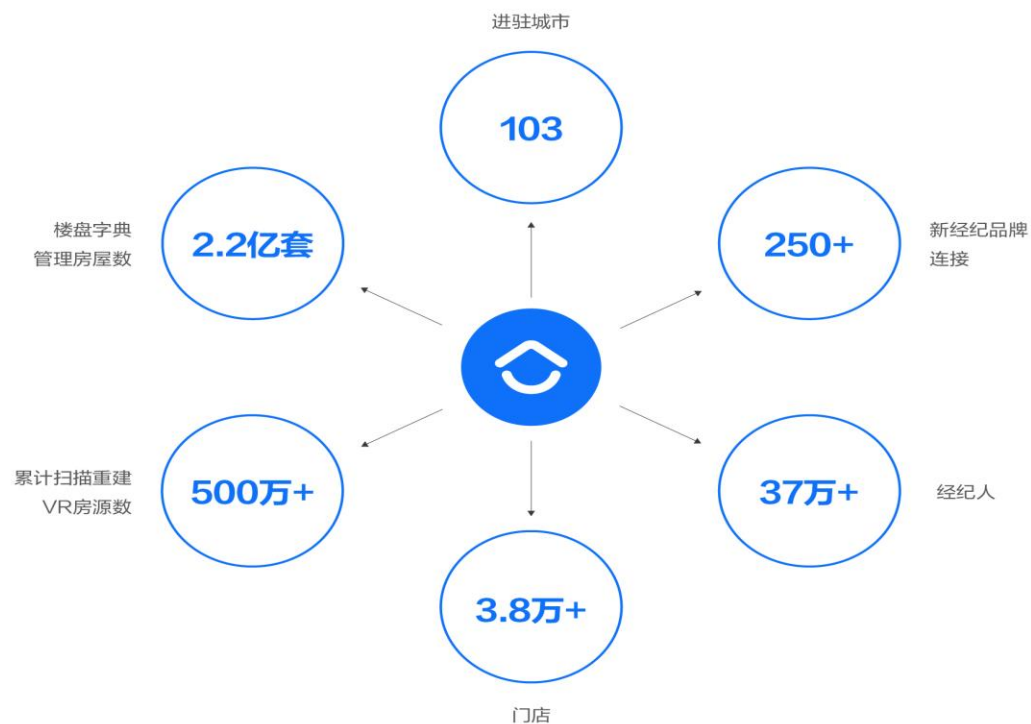 进驻城市
103
楼盘字典
管理房屋数
2.2亿套
250+
新经纪品牌
连接
累计扫描重建
VR房源数
500万+
37万+
经纪人
3.8万+
门店